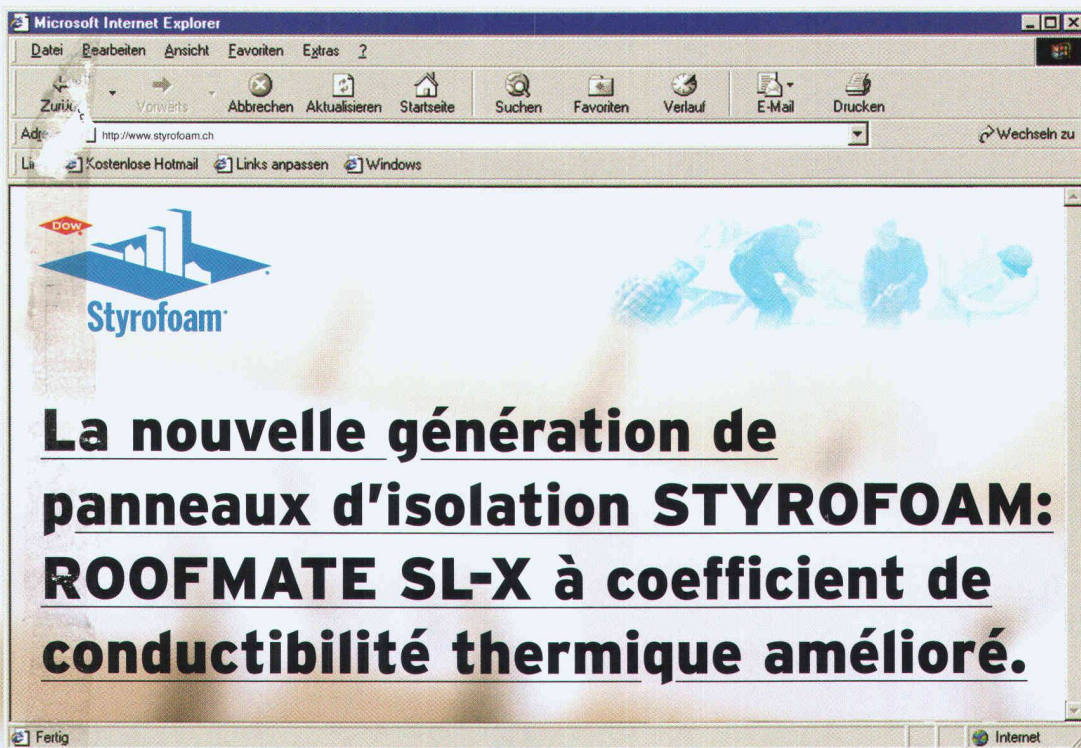 Microsoft Internet Explorer
Datei Bearbeiten Ansicht Favoriten Extras ?
Zurück Vorwärts Abbrechen Aktualisieren Startseite Suchen Favoriten Verlauf E-Mail Drucken
http://www.styrofoam.ch Wechseln zu
Kostenlose Hotmail Links anpassen Windows
DOW
Styrofoam
La nouvelle génération de
panneaux d'isolation STYROFOAM:
ROOFMATE SL-X à coefficient de
conductibilité thermique amélioré.
Fertig Internet